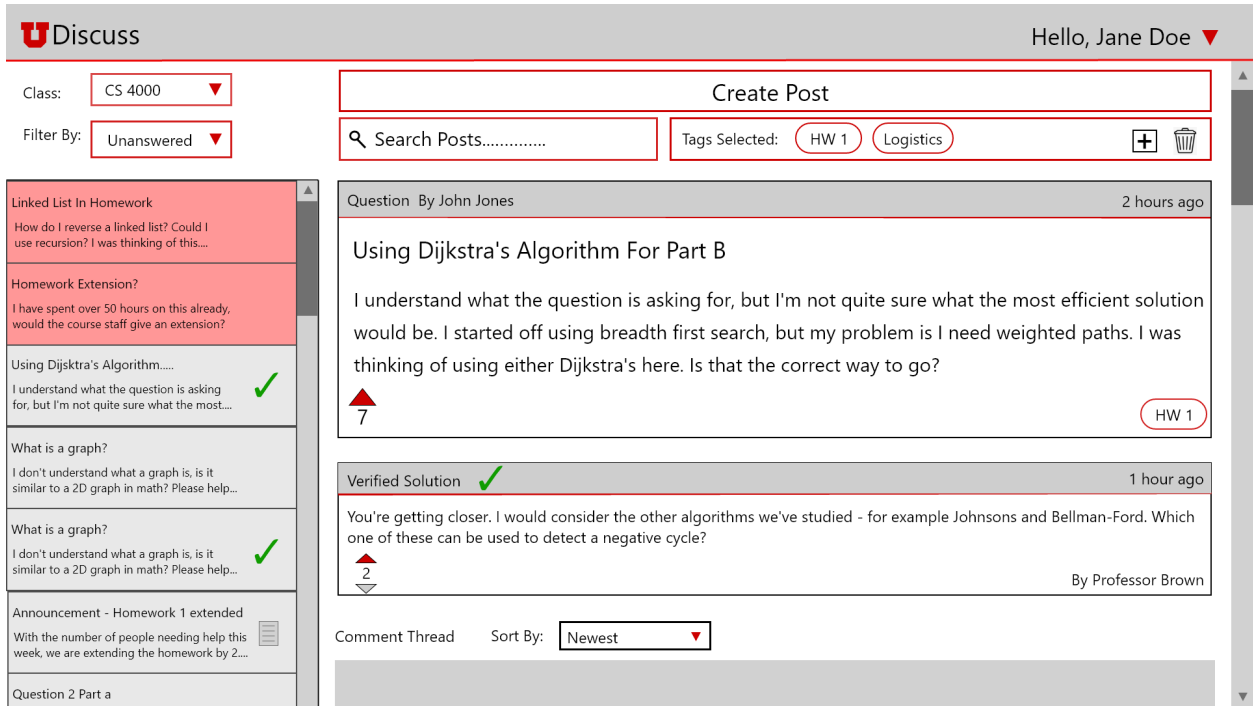 U Discuss
Hello, Jane Doe
Class:
CS 4000
Filter By:
Unanswered
Create Post
Search Posts..............
Tags Selected:
HW 1
Logistics
Linked List In Homework
How do I reverse a linked list? Could I
use recursion? I was thinking of this....
Homework Extension?
I have spent over 50 hours on this already,
would the course staff give an extension?
Using Dijsktra's Algorithm.....
I understand what the question is asking
for, but I'm not quite sure what the most....
What is a graph?
I don't understand what a graph is, is it
similar to a 2D graph in math? Please help...
What is a graph?
I don't understand what a graph is, is it
similar to a 2D graph in math? Please help...
Announcement - Homework 1 extended
With the number of people needing help this
week, we are extending the homework by 2....
Question 2 Part a
Question By John Jones
2 hours ago
Using Dijkstra's Algorithm For Part B
I understand what the question is asking for, but I'm not quite sure what the most efficient solution
would be. I started off using breadth first search, but my problem is I need weighted paths. I was
thinking of using either Dijkstra's here. Is that the correct way to go?
7
HW 1
Verified Solution
1 hour ago
You're getting closer. I would consider the other algorithms we've studied - for example Johnsons and Bellman-Ford. Which
one of these can be used to detect a negative cycle?
2
By Professor Brown
Comment Thread
Sort By:
Newest